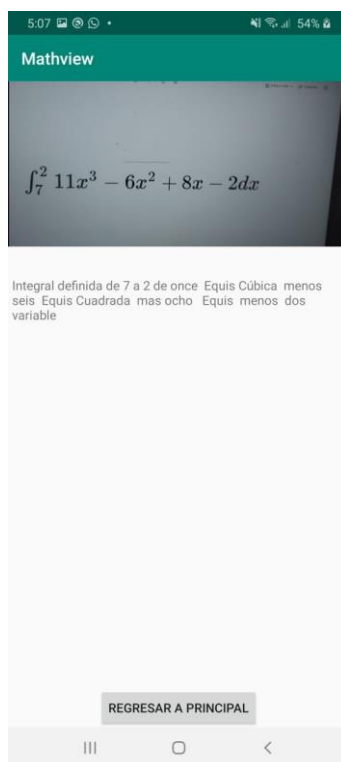 5:07 54%
Mathview
∫₇² 11x³ − 6x² + 8x − 2dx
Integral definida de 7 a 2 de once Equis Cúbica menos
seis Equis Cuadrada mas ocho Equis menos dos
variable
REGRESAR A PRINCIPAL